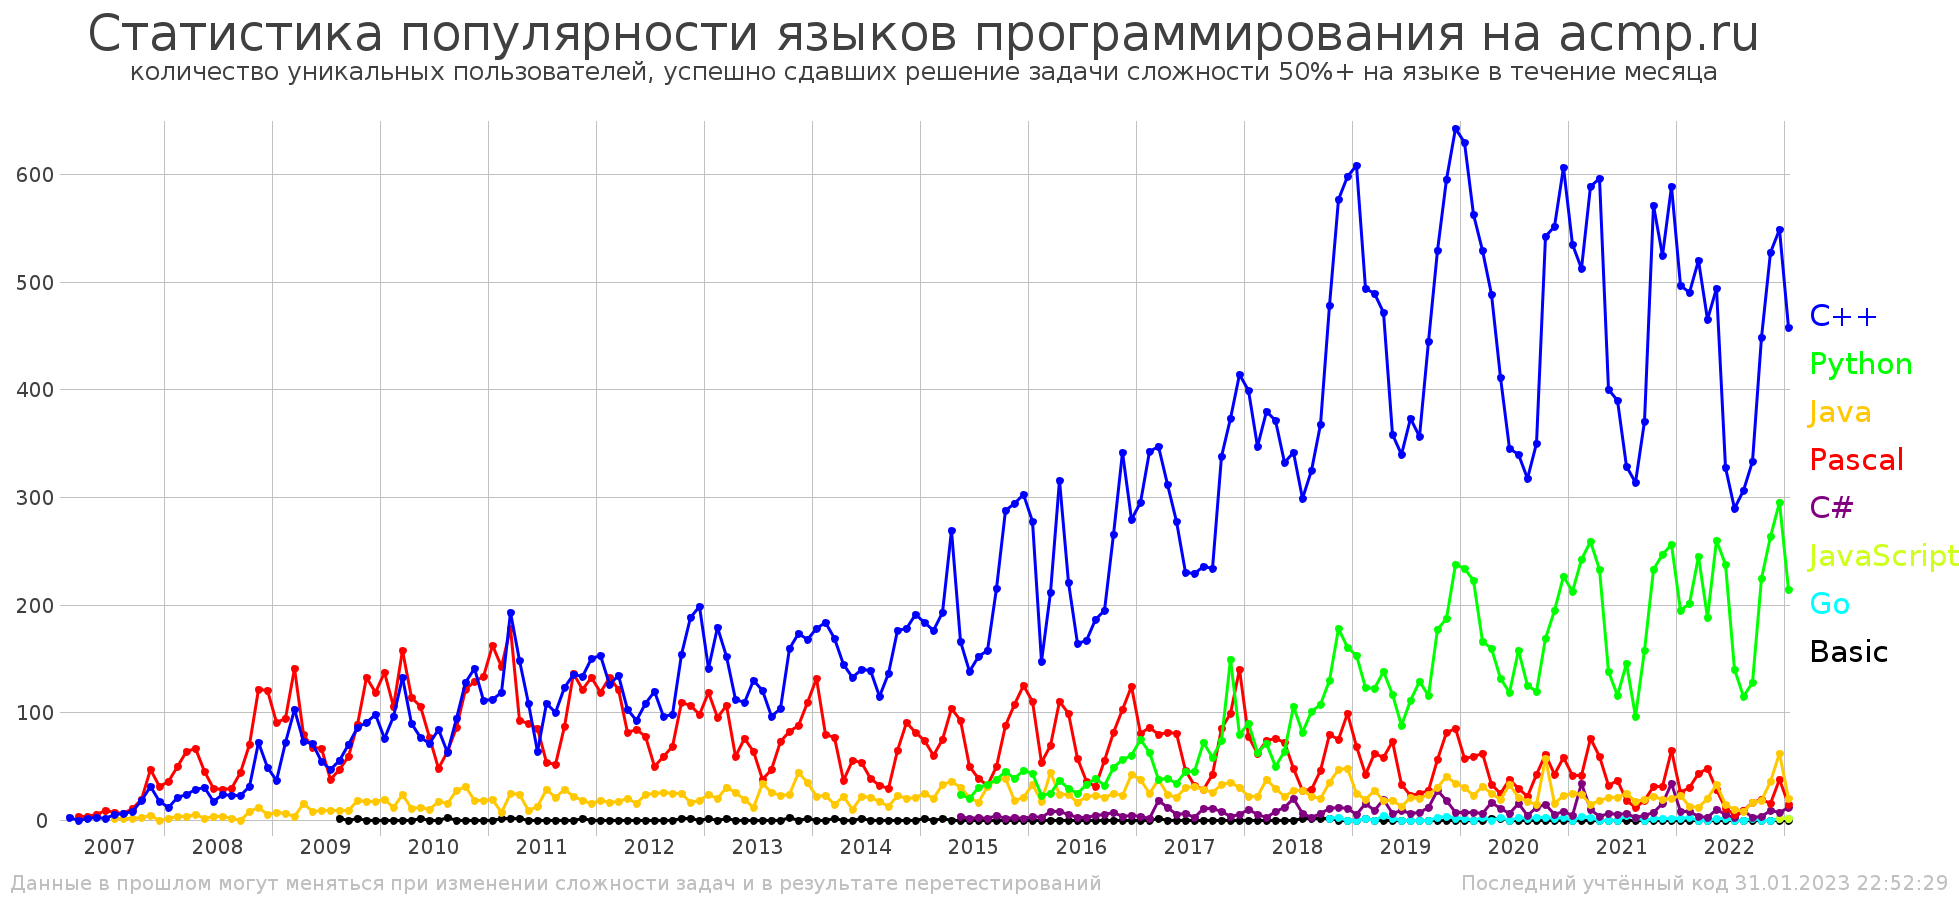 Статистика популярности языков программирования на acmp.ru
количество уникальных пользователей, успешно сдавших решение задачи сложности 50%+ на языке в течение месяца
600
500
400
300
200
100
0
C++
Python
Java
Pascal
C#
JavaScript
Go
Basic
2007 2008 2009 2010 2011 2012 2013 2014 2015 2016 2017 2018 2019 2020 2021 2022
Данные в прошлом могут меняться при изменении сложности задач и в результате перетестирований
Последний учтённый код 31.01.2023 22:52:29